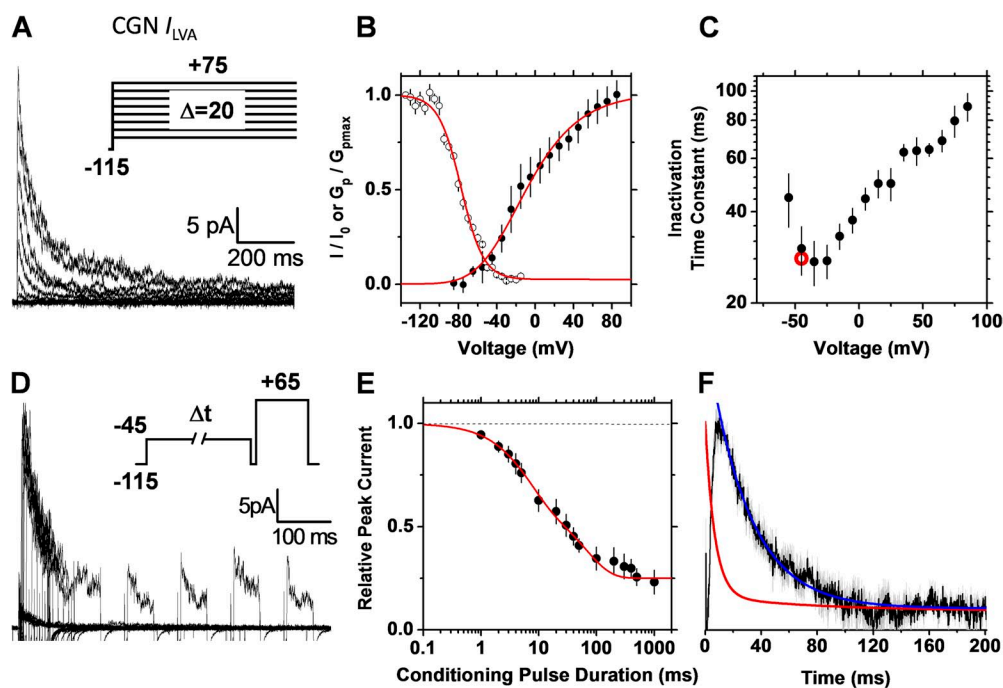 A
CGN I_LVA
+75
Δ=20
-115
5 pA
200 ms
B
I / I_0 or G_p / G_pmax
1.0
0.5
0.0
-120 -80 -40 0 40 80
Voltage (mV)
C
Inactivation
Time Constant (ms)
100
80
60
40
20
-50 0 50 100
Voltage (mV)
D
+65
-45
Δt
-115
5pA
100 ms
E
Relative Peak Current
1.0
0.5
0.0
0.1 1 10 100 1000
Conditioning Pulse Duration (ms)
F
0 40 80 120 160 200
Time (ms)